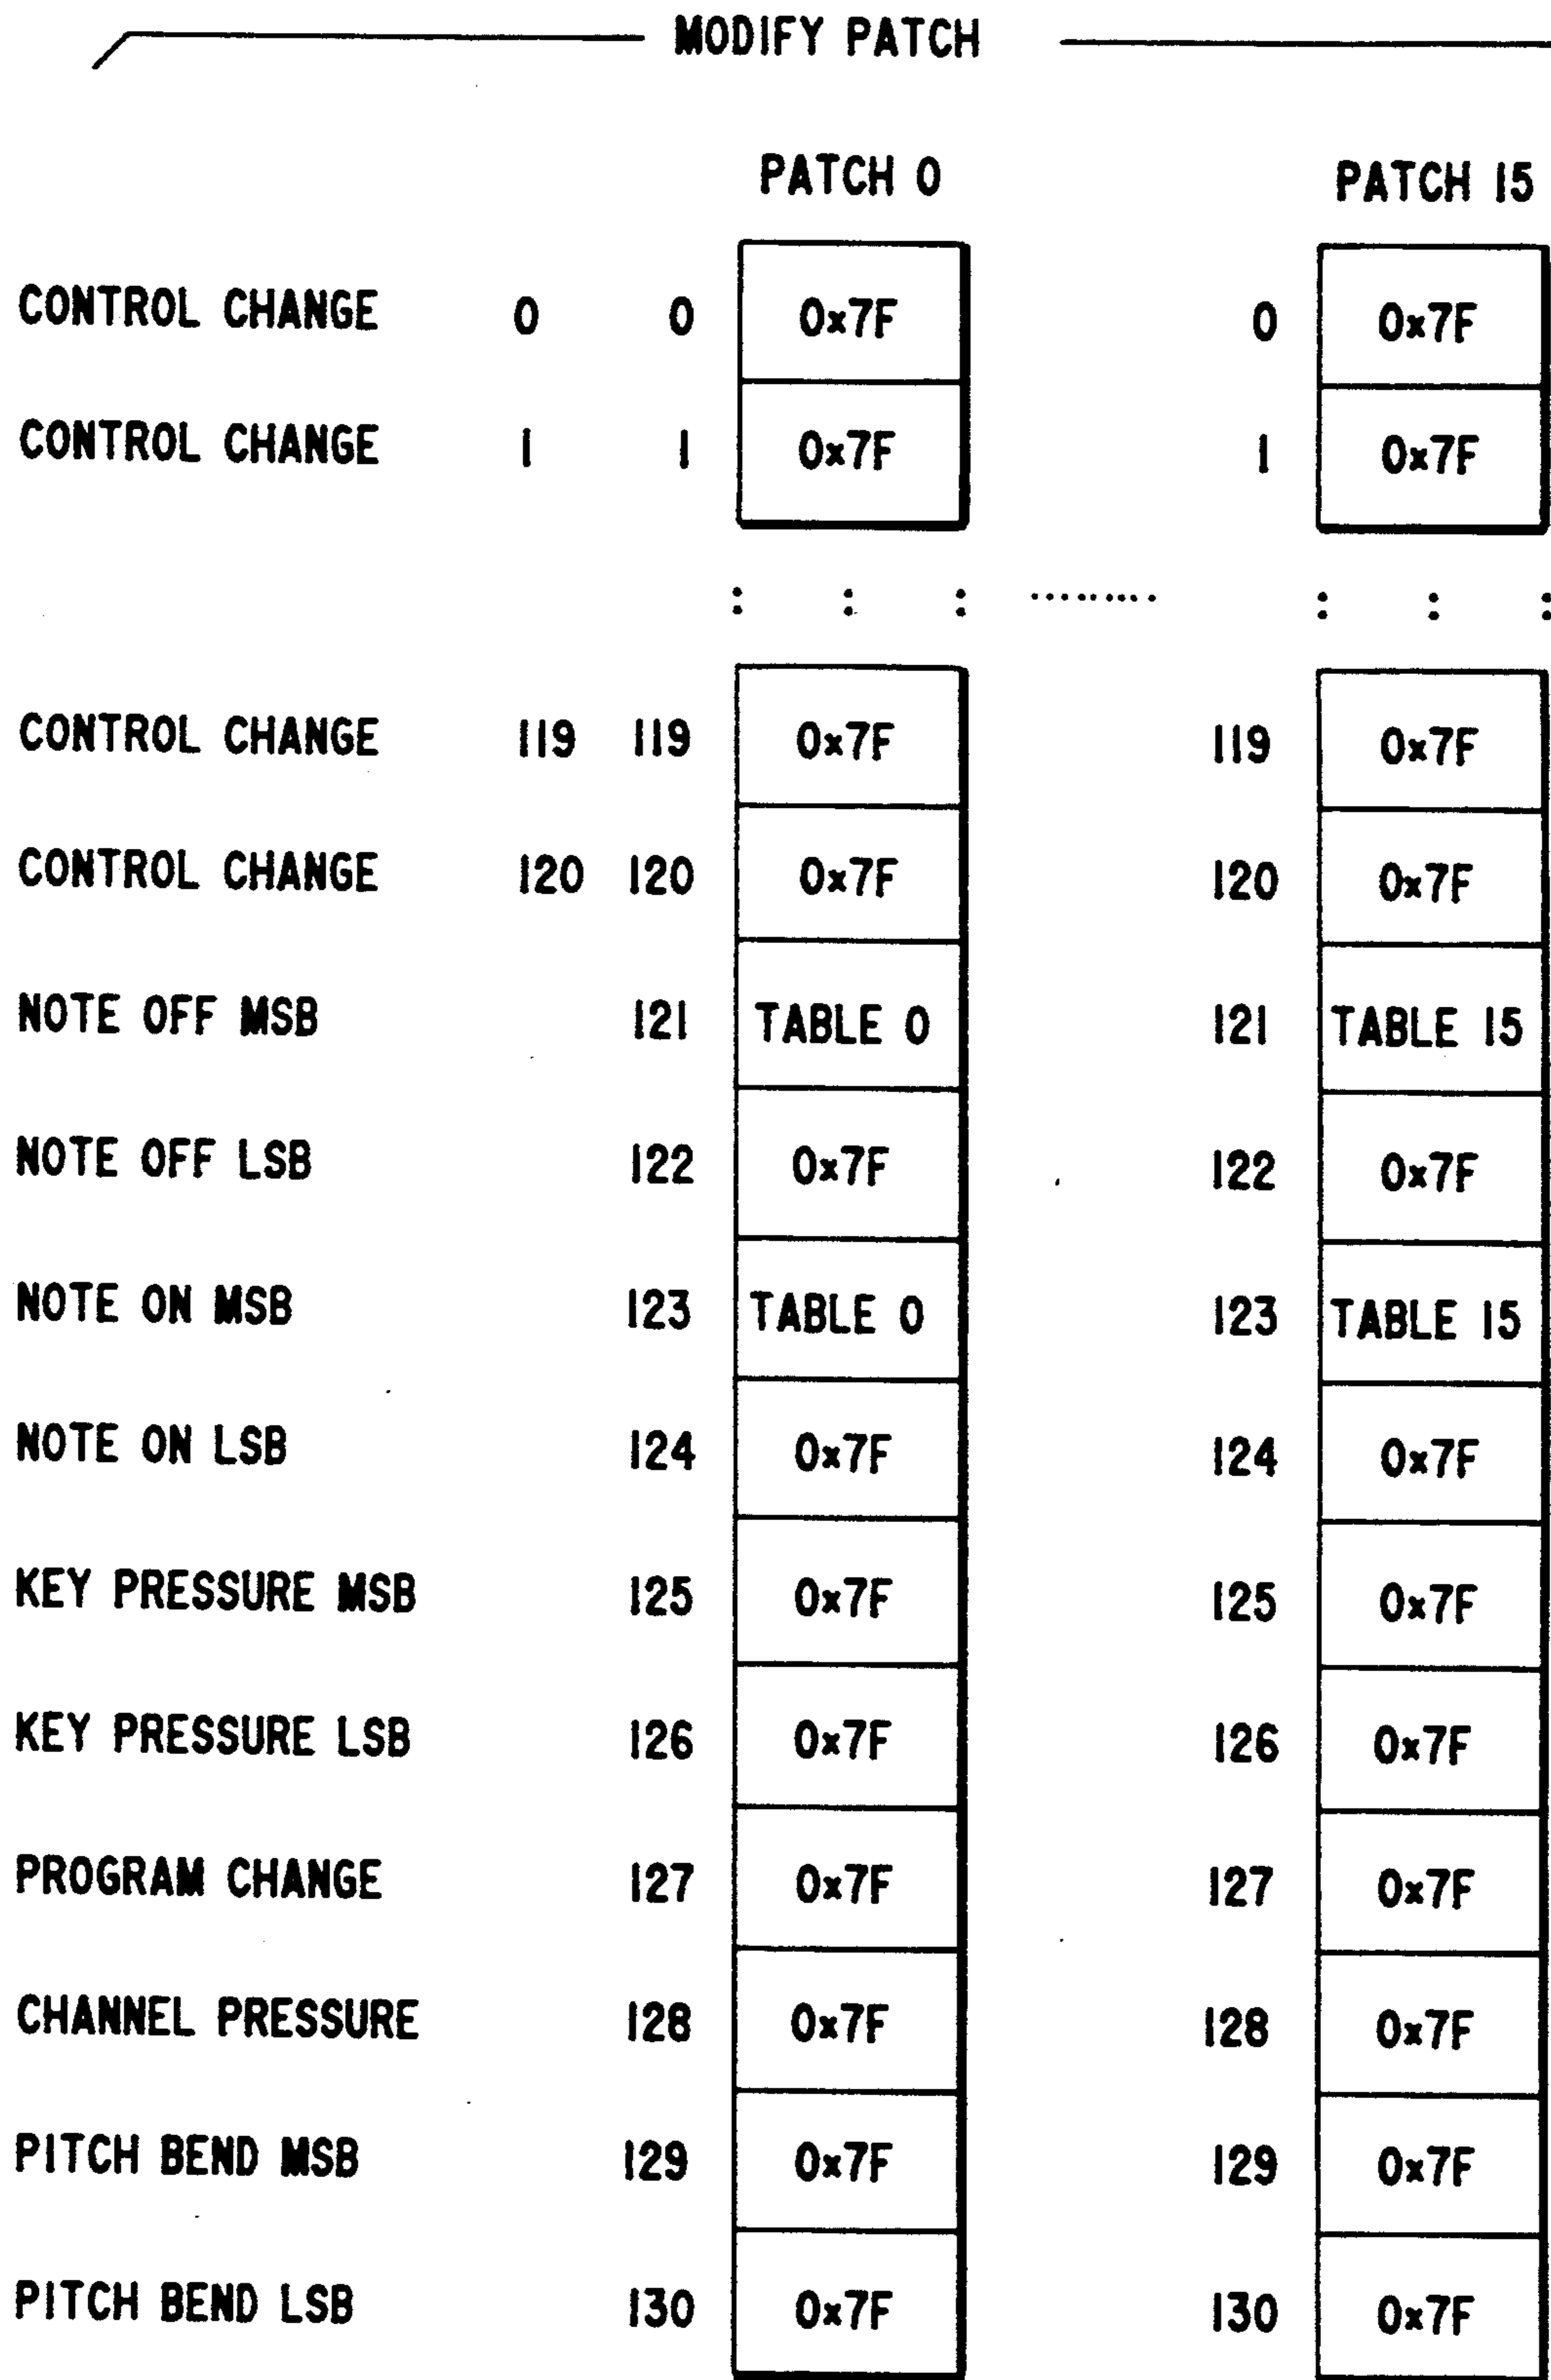 MODIFY PATCH
PATCH 0 PATCH 15
CONTROL CHANGE 0 0 0x7F 0 0x7F
CONTROL CHANGE 1 1 0x7F 1 0x7F
: : : ......... : : :
CONTROL CHANGE 119 119 0x7F 119 0x7F
CONTROL CHANGE 120 120 0x7F 120 0x7F
NOTE OFF MSB 121 TABLE 0 121 TABLE 15
NOTE OFF LSB 122 0x7F 122 0x7F
NOTE ON MSB 123 TABLE 0 123 TABLE 15
NOTE ON LSB 124 0x7F 124 0x7F
KEY PRESSURE MSB 125 0x7F 125 0x7F
KEY PRESSURE LSB 126 0x7F 126 0x7F
PROGRAM CHANGE 127 0x7F 127 0x7F
CHANNEL PRESSURE 128 0x7F 128 0x7F
PITCH BEND MSB 129 0x7F 129 0x7F
PITCH BEND LSB 130 0x7F 130 0x7F